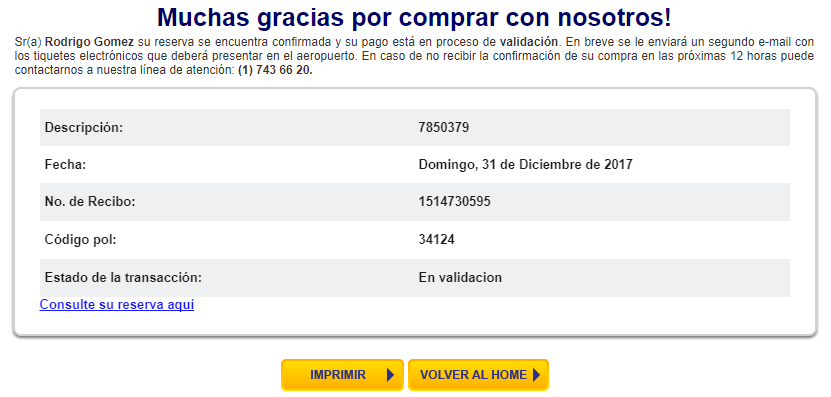 Muchas gracias por comprar con nosotros!
Sr(a) Rodrigo Gomez su reserva se encuentra confirmada y su pago está en proceso de validación. En breve se le enviará un segundo e-mail con
los tiquetes electrónicos que deberá presentar en el aeropuerto. En caso de no recibir la confirmación de su compra en las próximas 12 horas puede
contactarnos a nuestra línea de atención: (1) 743 66 20.
Descripción: 7850379
Fecha: Domingo, 31 de Diciembre de 2017
No. de Recibo: 1514730595
Código pol: 34124
Estado de la transacción: En validacion
Consulte su reserva aquí
IMPRIMIR VOLVER AL HOME